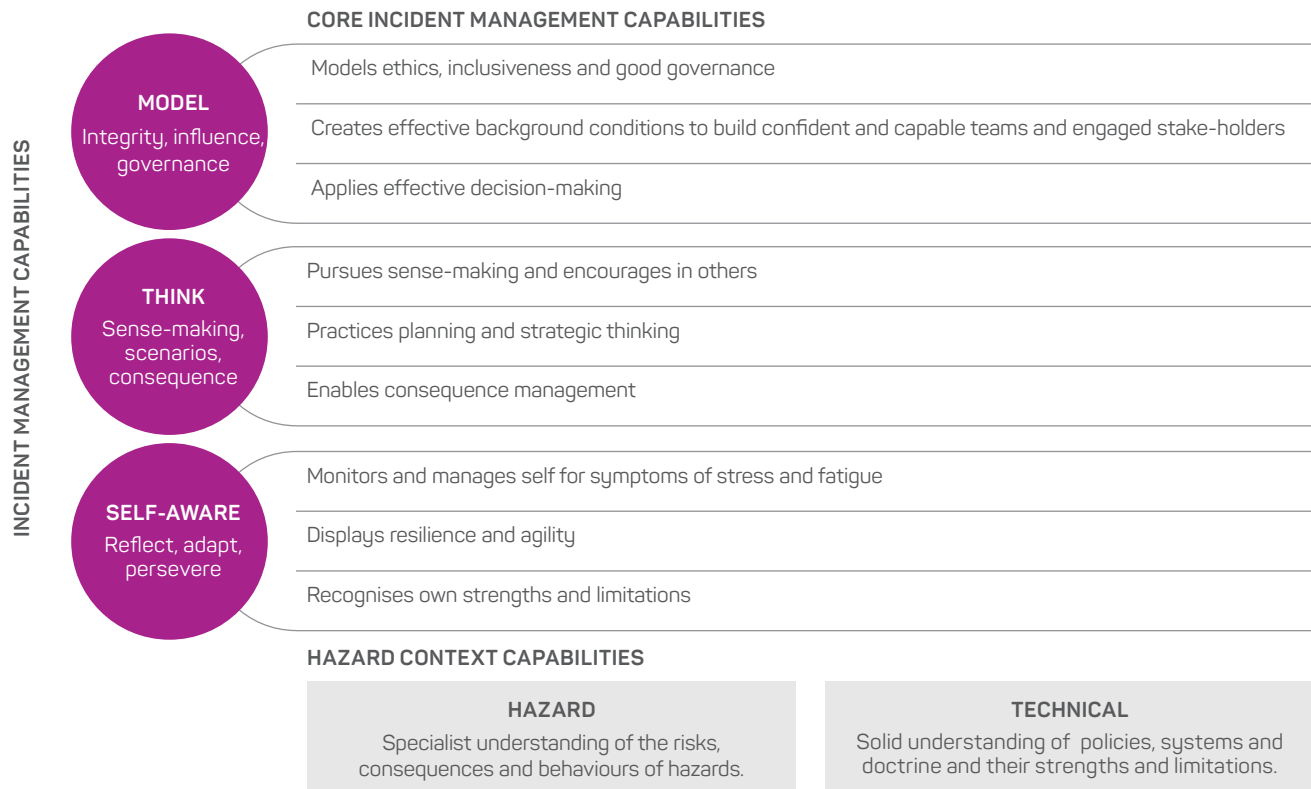 INCIDENT MANAGEMENT CAPABILITIES
CORE INCIDENT MANAGEMENT CAPABILITIES
MODEL
Integrity, influence,
governance
Models ethics, inclusiveness and good governance
Creates effective background conditions to build confident and capable teams and engaged stake-holders
Applies effective decision-making
THINK
Sense-making,
scenarios,
consequence
Pursues sense-making and encourages in others
Practices planning and strategic thinking
Enables consequence management
SELF-AWARE
Reflect, adapt,
persevere
Monitors and manages self for symptoms of stress and fatigue
Displays resilience and agility
Recognises own strengths and limitations
HAZARD CONTEXT CAPABILITIES
HAZARD
Specialist understanding of the risks,
consequences and behaviours of hazards.
TECHNICAL
Solid understanding of policies, systems and
doctrine and their strengths and limitations.